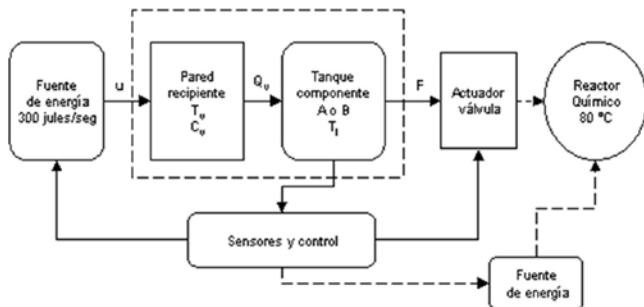 Fuente
de energía
300 jules/seg
u
Pared
recipiente
Tᵥ
Cᵥ
Qᵥ
Tanque
componente
A o B
Tₗ
F
Actuador
válvula
Reactor
Químico
80 ºC
Sensores y control
Fuente
de energía